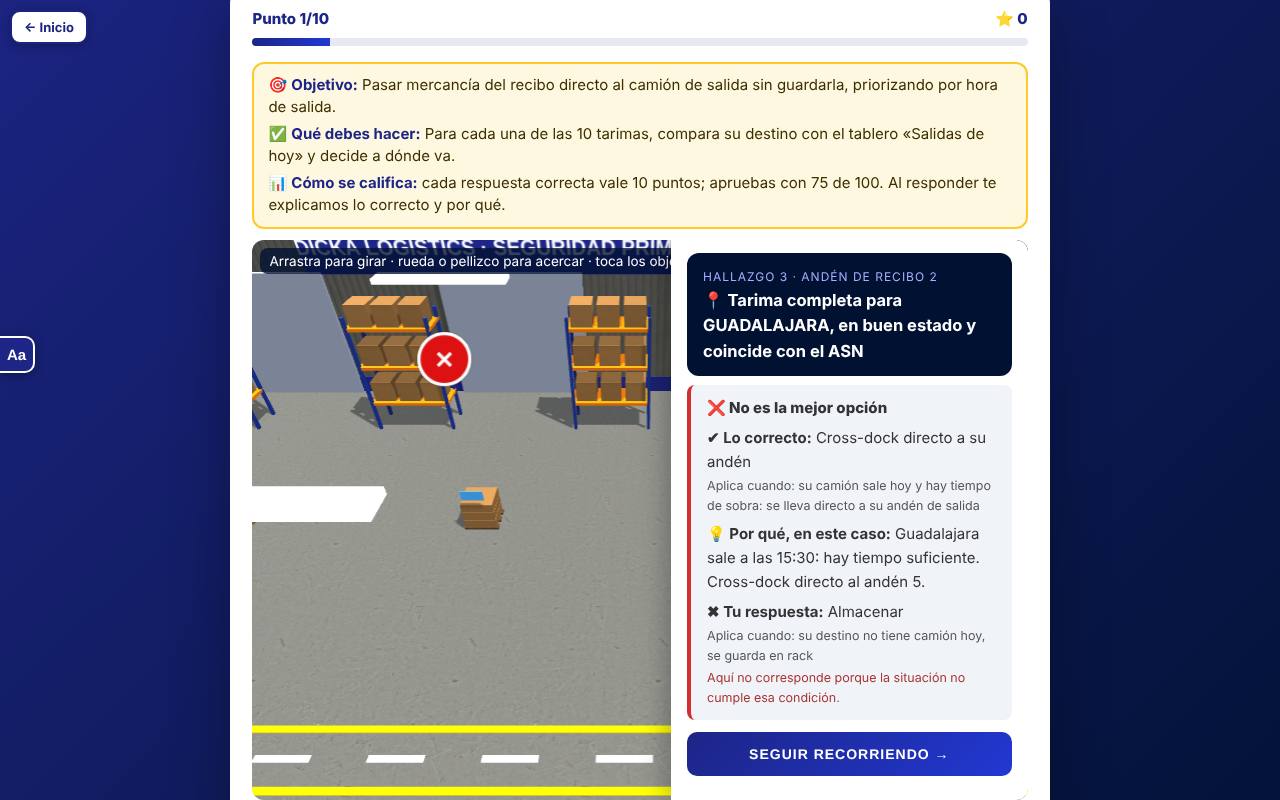 ← Inicio
Punto 1/10
⭐ 0
🎯 Objetivo: Pasar mercancía del recibo directo al camión de salida sin guardarla, priorizando por hora
de salida.
✅ Qué debes hacer: Para cada una de las 10 tarimas, compara su destino con el tablero «Salidas de
hoy» y decide a dónde va.
📊 Cómo se califica: cada respuesta correcta vale 10 puntos; apruebas con 75 de 100. Al responder te
explicamos lo correcto y por qué.
DICKA LOGISTICS · SEGURIDAD PRIM
Arrastra para girar · rueda o pellizco para acercar · toca los obje
Aa
HALLAZGO 3 · ANDÉN DE RECIBO 2
📍 Tarima completa para
GUADALAJARA, en buen estado y
coincide con el ASN
❌ No es la mejor opción
✔ Lo correcto: Cross-dock directo a su
andén
Aplica cuando: su camión sale hoy y hay tiempo
de sobra: se lleva directo a su andén de salida
💡 Por qué, en este caso: Guadalajara
sale a las 15:30: hay tiempo suficiente.
Cross-dock directo al andén 5.
✖ Tu respuesta: Almacenar
Aplica cuando: su destino no tiene camión hoy,
se guarda en rack
Aquí no corresponde porque la situación no
cumple esa condición.
SEGUIR RECORRIENDO →